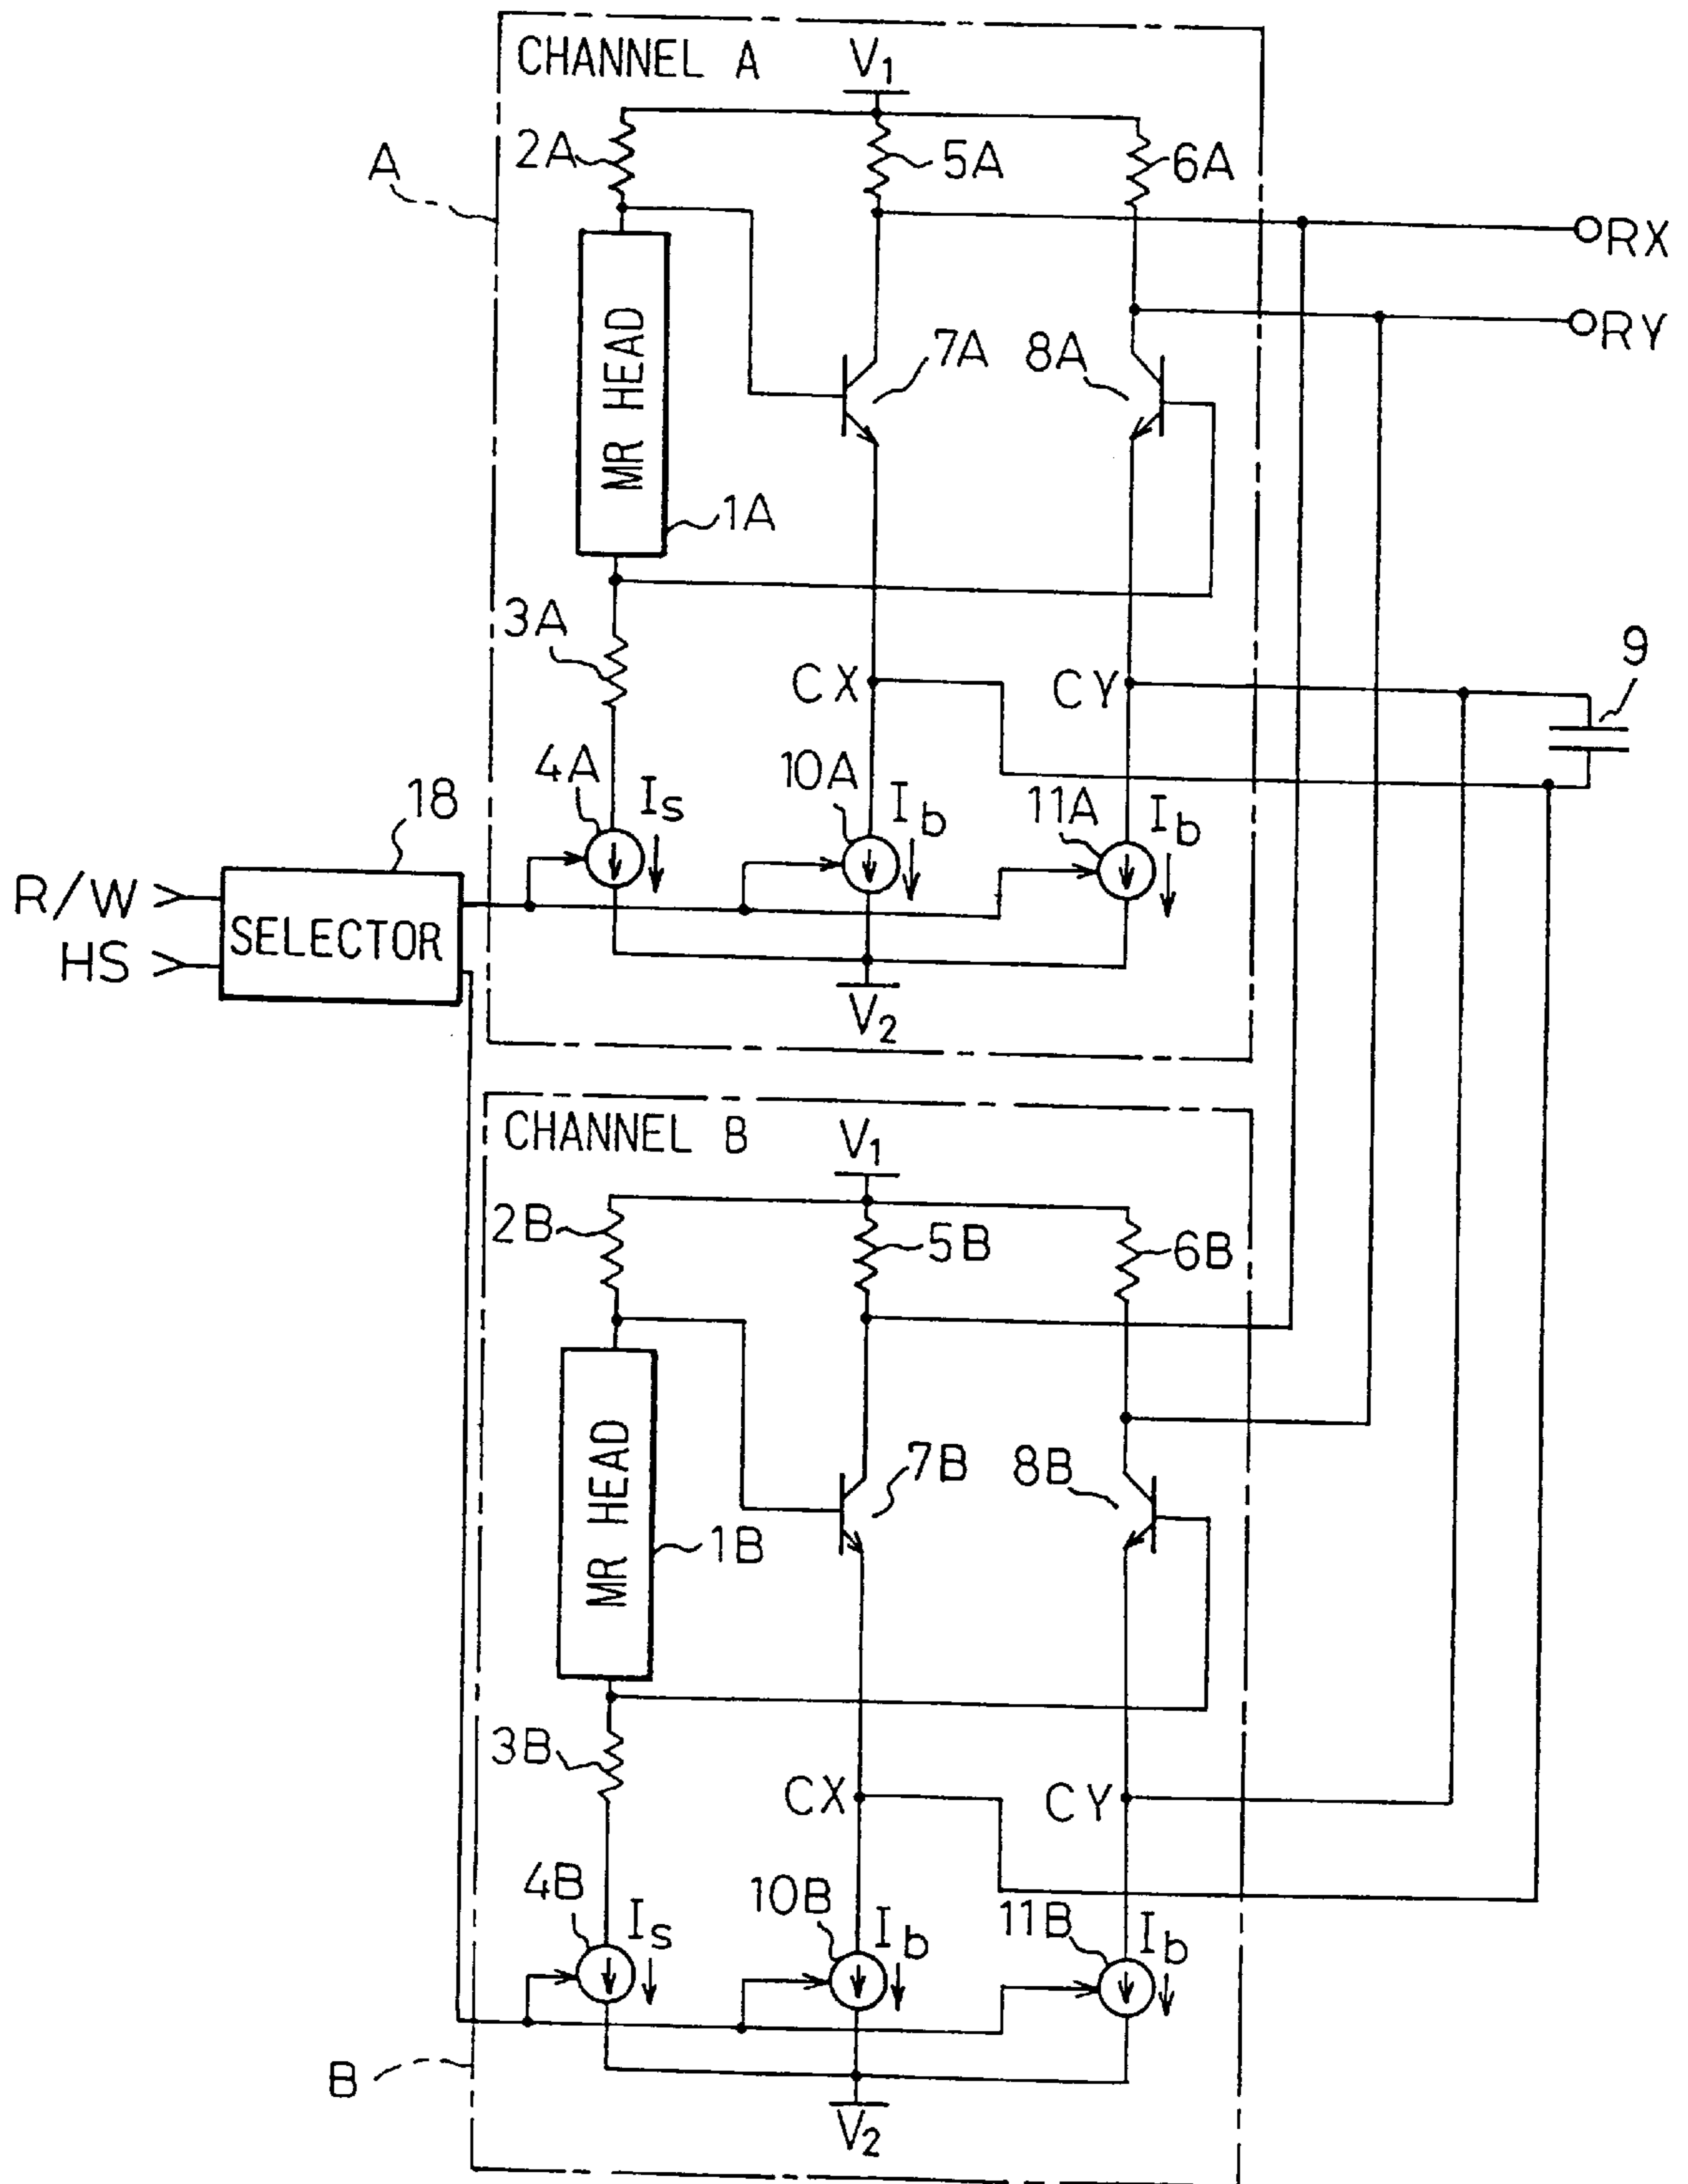 CHANNEL A
V1
2A
5A
6A
A
RX
RY
MR HEAD
7A
8A
1A
3A
9
CX
CY
4A
Is
10A
Ib
11A
Ib
18
R/W
HS
SELECTOR
V2
CHANNEL B
V1
2B
5B
6B
MR HEAD
7B
8B
1B
3B
CX
CY
4B
Is
10B
Ib
11B
Ib
B
V2